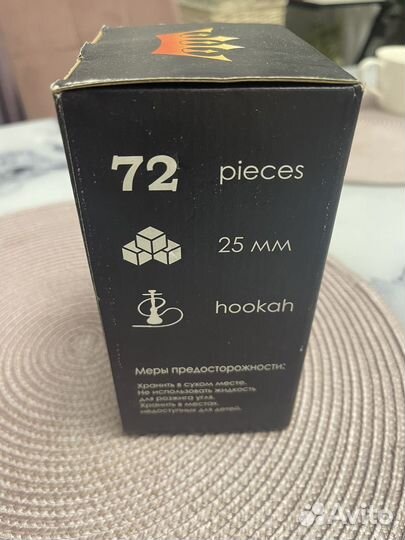 72 pieces
25 мм
hookah
Меры предосторожности:
Хранить в сухом месте.
Не использовать жидкость
для розжига угля.
Хранить в местах,
недоступных для детей.
Avito